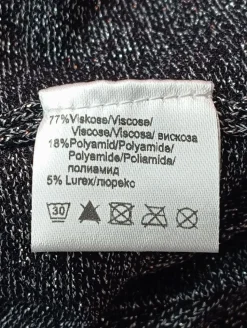 77%Viskose/Viscose/
Viscose/Viscosa/ вискоза
18%Polyamid/Polyamide/
Polyamide/Poliamida/
полиамид
5% Lurex/люрекс
30